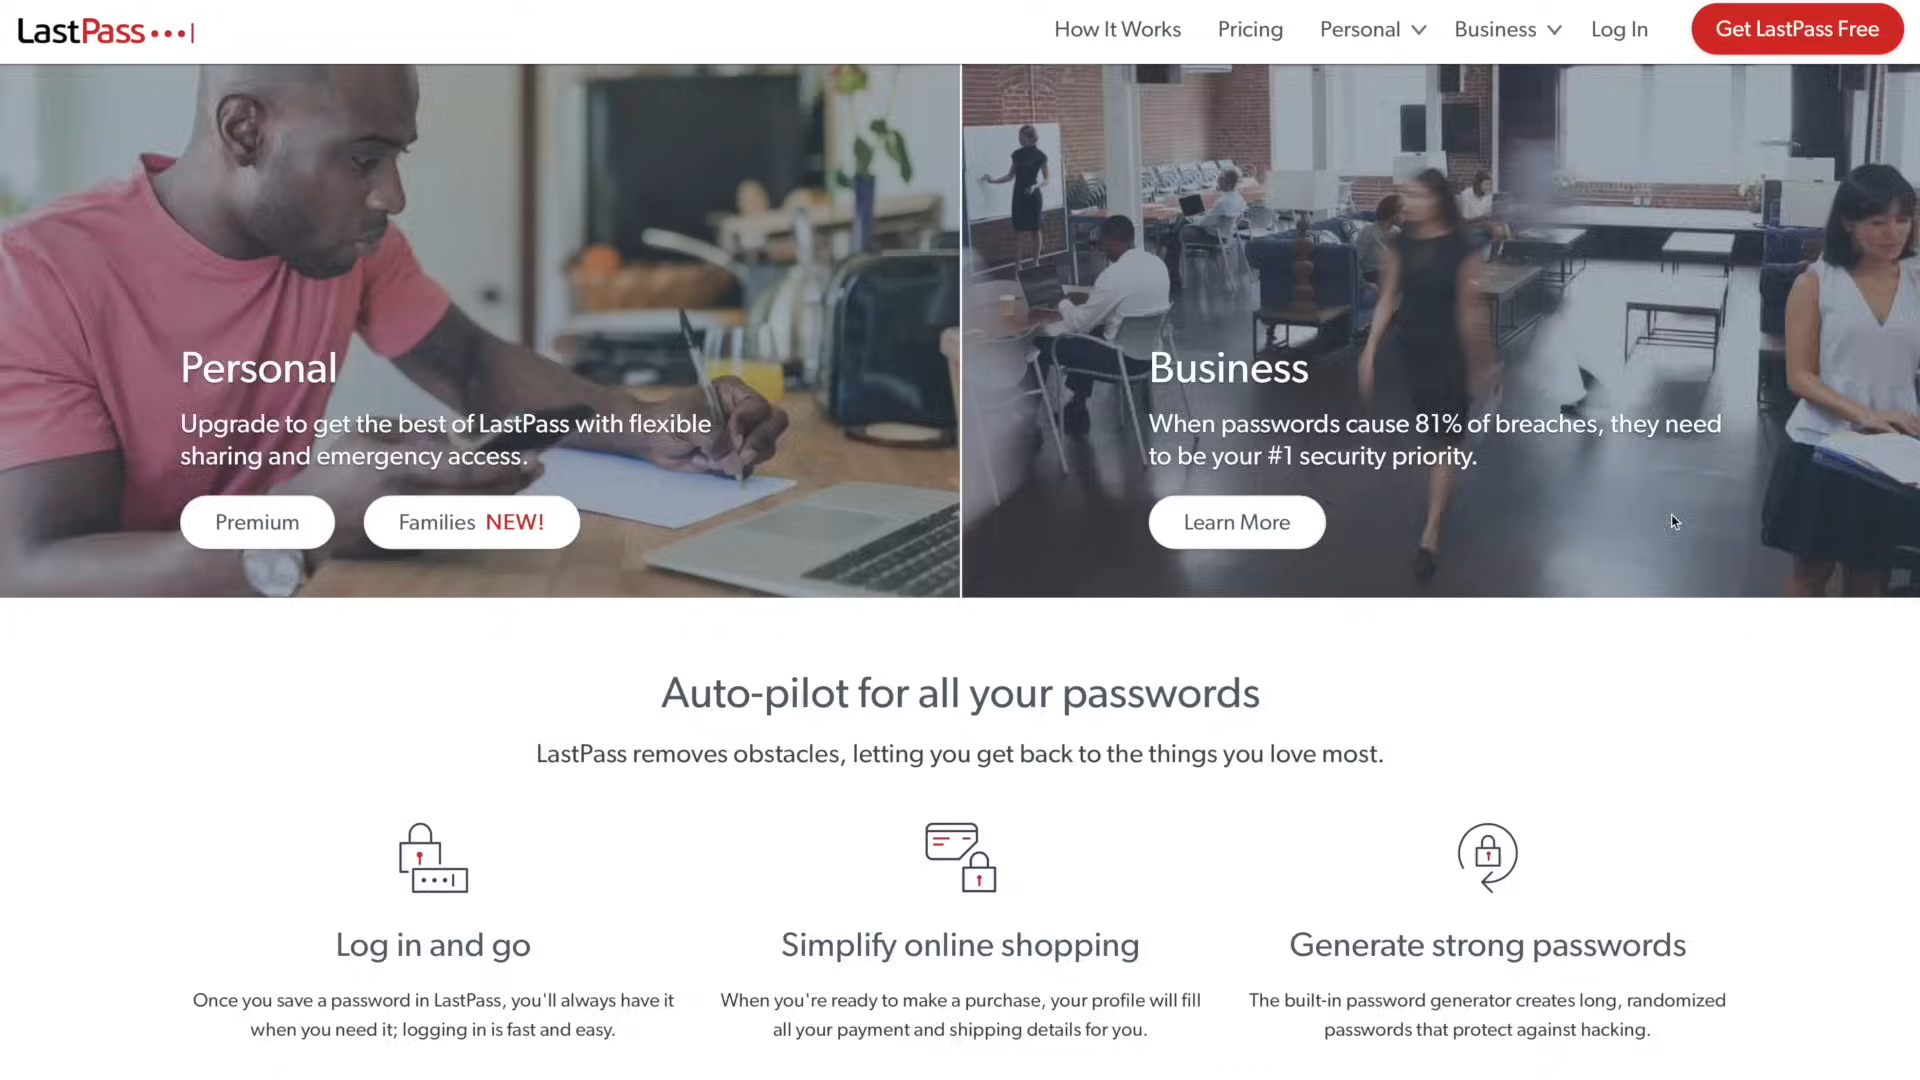 LastPass
How It Works
Pricing
Personal
Business
Log In
Get LastPass Free
Personal
Upgrade to get the best of LastPass with flexible
sharing and emergency access.
Premium
Families NEW!
Business
When passwords cause 81% of breaches, they need
to be your #1 security priority.
Learn More
Auto-pilot for all your passwords
LastPass removes obstacles, letting you get back to the things you love most.
Log in and go
Once you save a password in LastPass, you'll always have it
when you need it; logging in is fast and easy.
Simplify online shopping
When you're ready to make a purchase, your profile will fill
all your payment and shipping details for you.
Generate strong passwords
The built-in password generator creates long, randomized
passwords that protect against hacking.